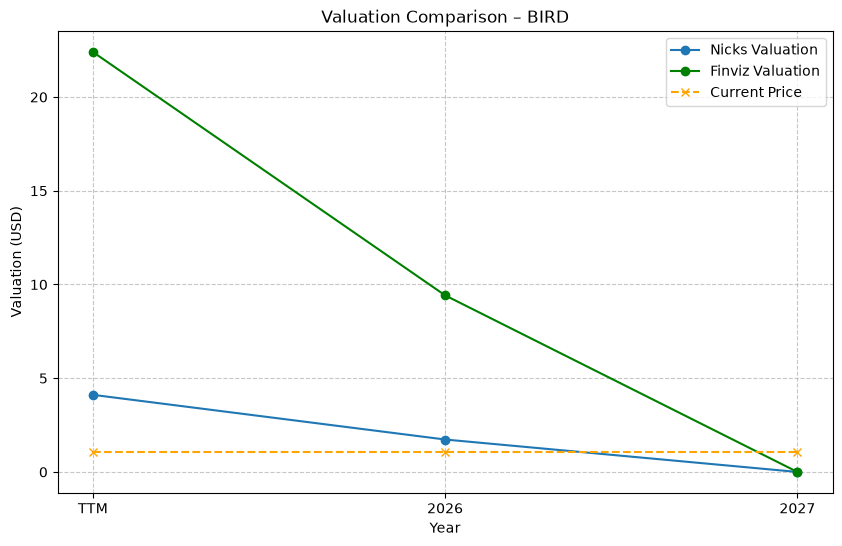 Valuation Comparison – BIRD
Nicks Valuation
Finviz Valuation
Current Price
Valuation (USD)
20
15
10
5
0
TTM
2026
2027
Year